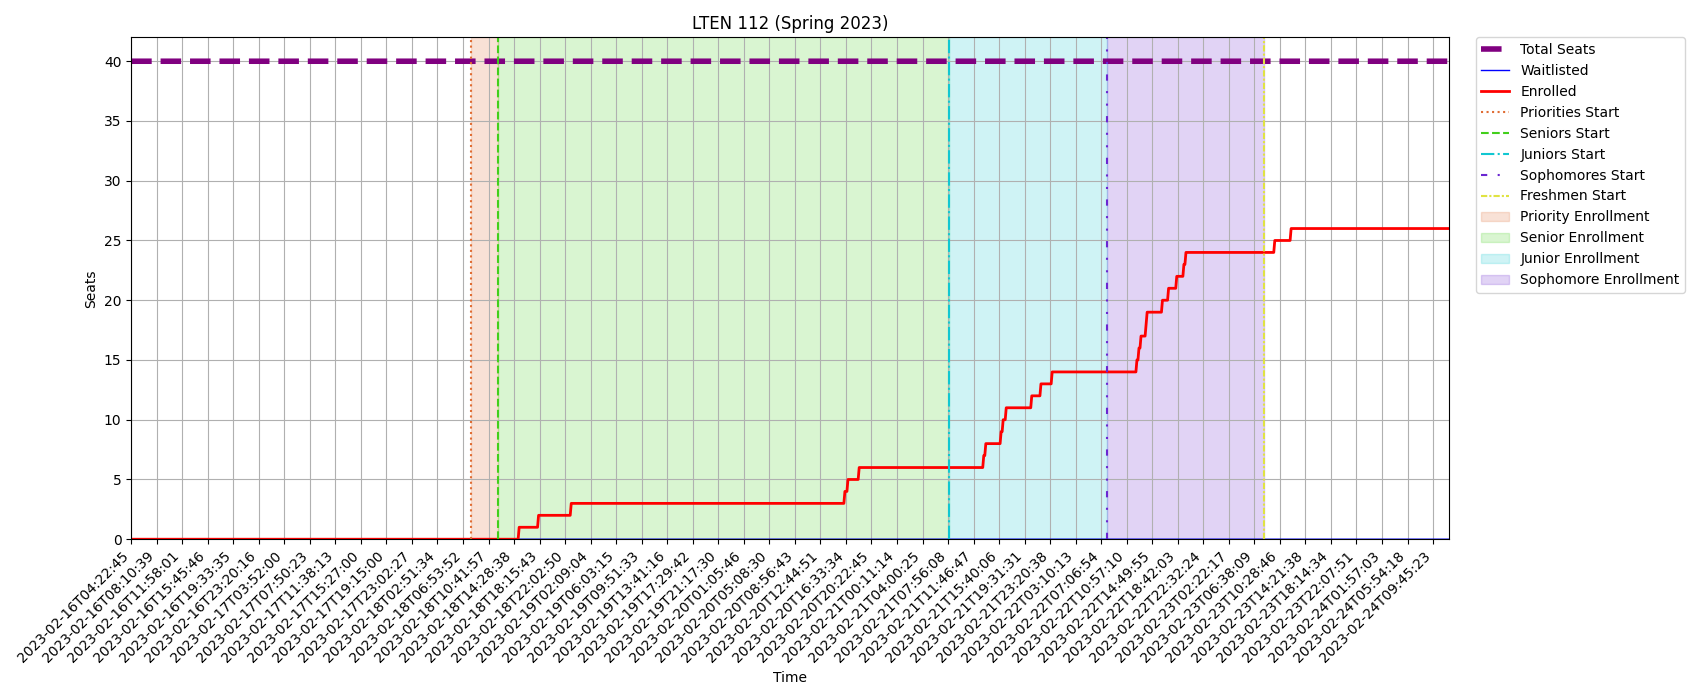 LTEN 112 (Spring 2023)
Seats
40
35
30
25
20
15
10
5
0
2023-02-16T04:22:45
2023-02-16T08:10:39
2023-02-16T11:58:01
2023-02-16T15:45:46
2023-02-16T19:33:35
2023-02-16T23:20:16
2023-02-17T03:52:00
2023-02-17T07:50:23
2023-02-17T11:38:13
2023-02-17T15:27:00
2023-02-17T19:15:00
2023-02-17T23:02:27
2023-02-18T02:51:34
2023-02-18T06:53:52
2023-02-18T10:41:57
2023-02-18T14:28:38
2023-02-18T18:15:43
2023-02-18T22:02:50
2023-02-19T02:09:04
2023-02-19T06:03:15
2023-02-19T09:51:33
2023-02-19T13:41:16
2023-02-19T17:29:42
2023-02-19T21:17:30
2023-02-20T01:05:46
2023-02-20T05:08:30
2023-02-20T08:56:43
2023-02-20T12:44:51
2023-02-20T16:33:34
2023-02-20T20:22:45
2023-02-21T00:11:14
2023-02-21T04:00:25
2023-02-21T07:56:08
2023-02-21T11:46:47
2023-02-21T15:40:06
2023-02-21T19:31:31
2023-02-21T23:20:38
2023-02-22T03:10:13
2023-02-22T07:06:54
2023-02-22T10:57:10
2023-02-22T14:49:55
2023-02-22T18:42:03
2023-02-22T22:32:24
2023-02-23T02:22:17
2023-02-23T06:38:09
2023-02-23T10:28:46
2023-02-23T14:21:38
2023-02-23T18:14:34
2023-02-23T22:07:51
2023-02-24T01:57:03
2023-02-24T05:54:18
2023-02-24T09:45:23
Time
Total Seats
Waitlisted
Enrolled
Priorities Start
Seniors Start
Juniors Start
Sophomores Start
Freshmen Start
Priority Enrollment
Senior Enrollment
Junior Enrollment
Sophomore Enrollment